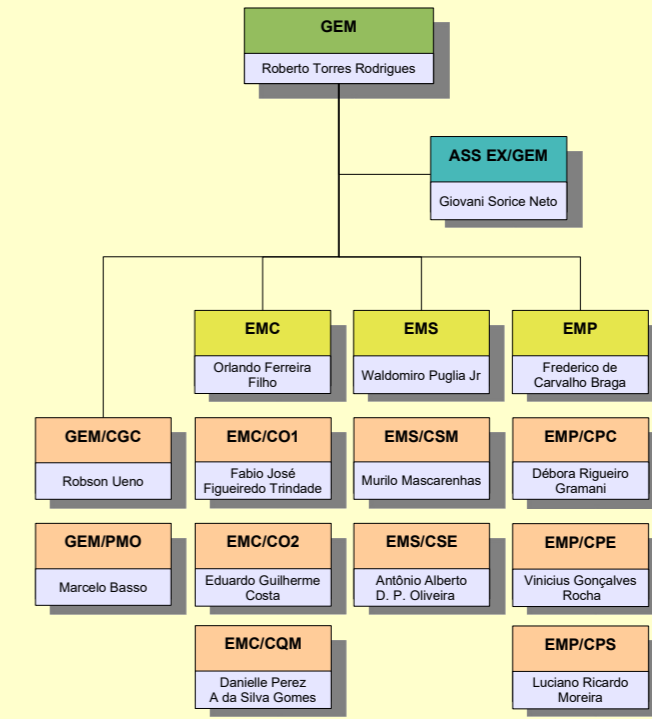 GEM
Roberto Torres Rodrigues
ASS EX/GEM
Giovani Sorice Neto
EMC
Orlando Ferreira
Filho
EMS
Waldomiro Puglia Jr
EMP
Frederico de
Carvalho Braga
GEM/CGC
Robson Ueno
EMC/CO1
Fabio José
Figueiredo Trindade
EMS/CSM
Murilo Mascarenhas
EMP/CPC
Débora Rigueiro
Gramani
GEM/PMO
Marcelo Basso
EMC/CO2
Eduardo Guilherme
Costa
EMS/CSE
Antônio Alberto
D. P. Oliveira
EMP/CPE
Vinicius Gonçalves
Rocha
EMC/CQM
Danielle Perez
A da Silva Gomes
EMP/CPS
Luciano Ricardo
Moreira